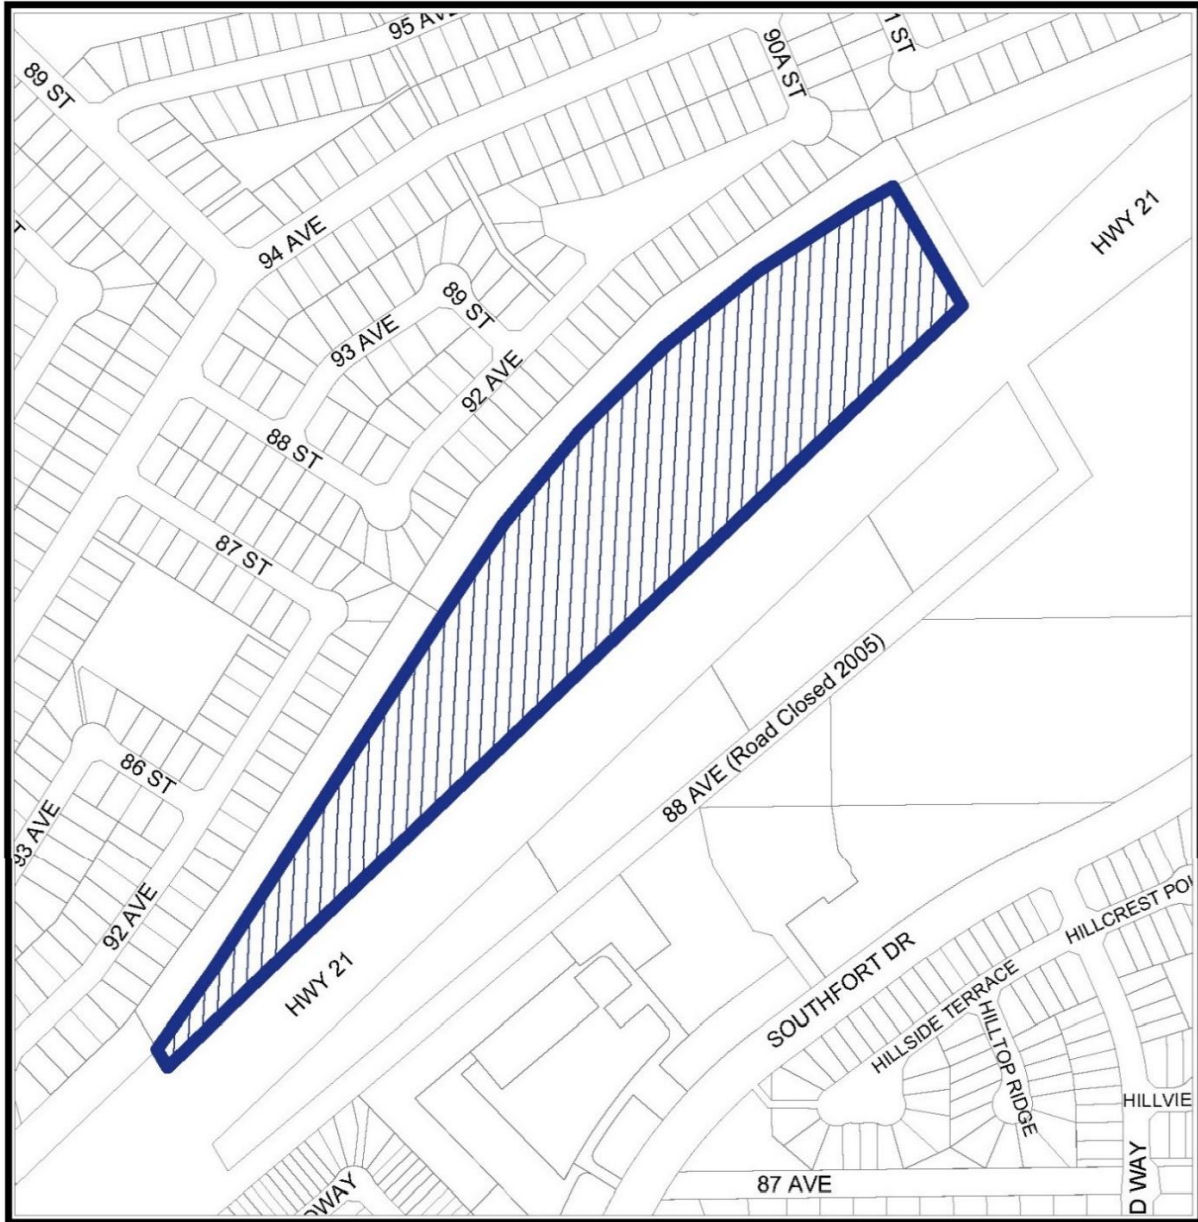 95 AV
1 ST
90A ST
89 ST
HWY 21
94 AVE
89 ST
93 AVE
92 AVE
88 ST
87 ST
88 AVE (Road Closed 2005)
86 ST
93 AVE
92 AVE
HWY 21
HILLCREST POI
SOUTHFORT DR
HILLSIDE TERRACE
HILLTOP RIDGE
HILLVIE
87 AVE
D WAY